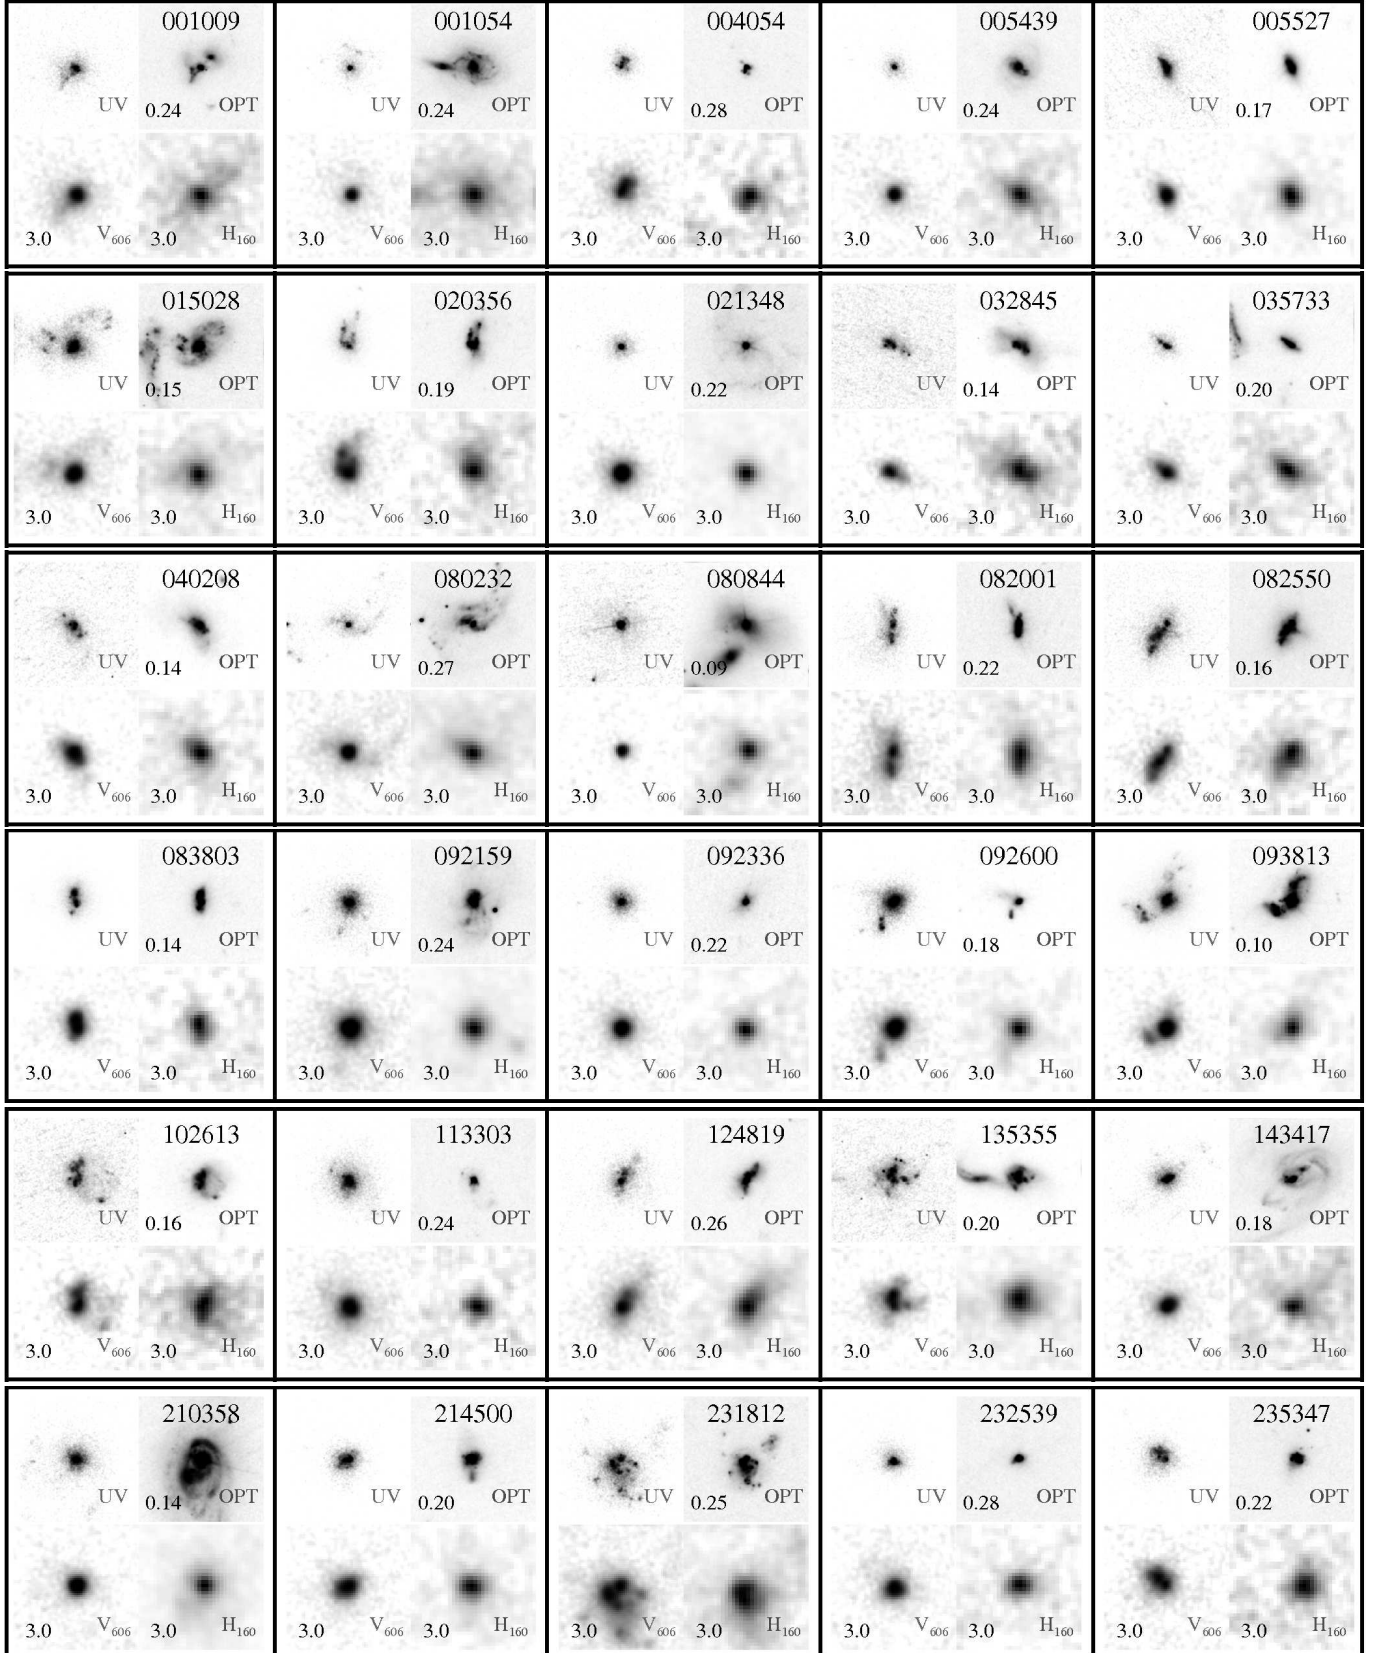 001009 001054 004054 005439 005527
UV 0.24 OPT UV 0.24 OPT UV 0.28 OPT UV 0.24 OPT UV 0.17 OPT
3.0 V606 3.0 H160 3.0 V606 3.0 H160 3.0 V606 3.0 H160 3.0 V606 3.0 H160 3.0 V606 3.0 H160
015028 020356 021348 032845 035733
UV 0.15 OPT UV 0.19 OPT UV 0.22 OPT UV 0.14 OPT UV 0.20 OPT
3.0 V606 3.0 H160 3.0 V606 3.0 H160 3.0 V606 3.0 H160 3.0 V606 3.0 H160 3.0 V606 3.0 H160
040208 080232 080844 082001 082550
UV 0.14 OPT UV 0.27 OPT UV 0.09 OPT UV 0.22 OPT UV 0.16 OPT
3.0 V606 3.0 H160 3.0 V606 3.0 H160 3.0 V606 3.0 H160 3.0 V606 3.0 H160 3.0 V606 3.0 H160
083803 092159 092336 092600 093813
UV 0.14 OPT UV 0.24 OPT UV 0.22 OPT UV 0.18 OPT UV 0.10 OPT
3.0 V606 3.0 H160 3.0 V606 3.0 H160 3.0 V606 3.0 H160 3.0 V606 3.0 H160 3.0 V606 3.0 H160
102613 113303 124819 135355 143417
UV 0.16 OPT UV 0.24 OPT UV 0.26 OPT UV 0.20 OPT UV 0.18 OPT
3.0 V606 3.0 H160 3.0 V606 3.0 H160 3.0 V606 3.0 H160 3.0 V606 3.0 H160 3.0 V606 3.0 H160
210358 214500 231812 232539 235347
UV 0.14 OPT UV 0.20 OPT UV 0.25 OPT UV 0.28 OPT UV 0.22 OPT
3.0 V606 3.0 H160 3.0 V606 3.0 H160 3.0 V606 3.0 H160 3.0 V606 3.0 H160 3.0 V606 3.0 H160